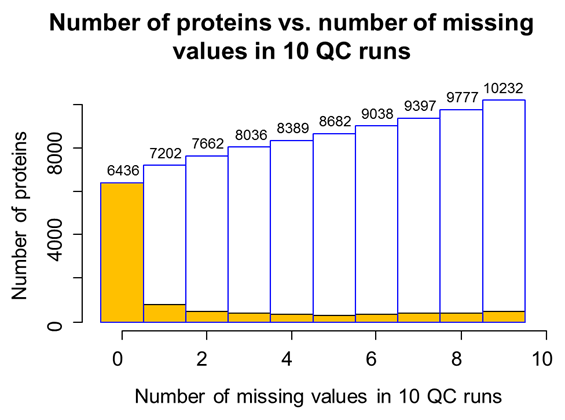 Number of proteins vs. number of missing
values in 10 QC runs
Number of proteins
0
4000
8000
6436
7202
7662
8036
8389
8682
9038
9397
9777
10232
0 2 4 6 8 10
Number of missing values in 10 QC runs